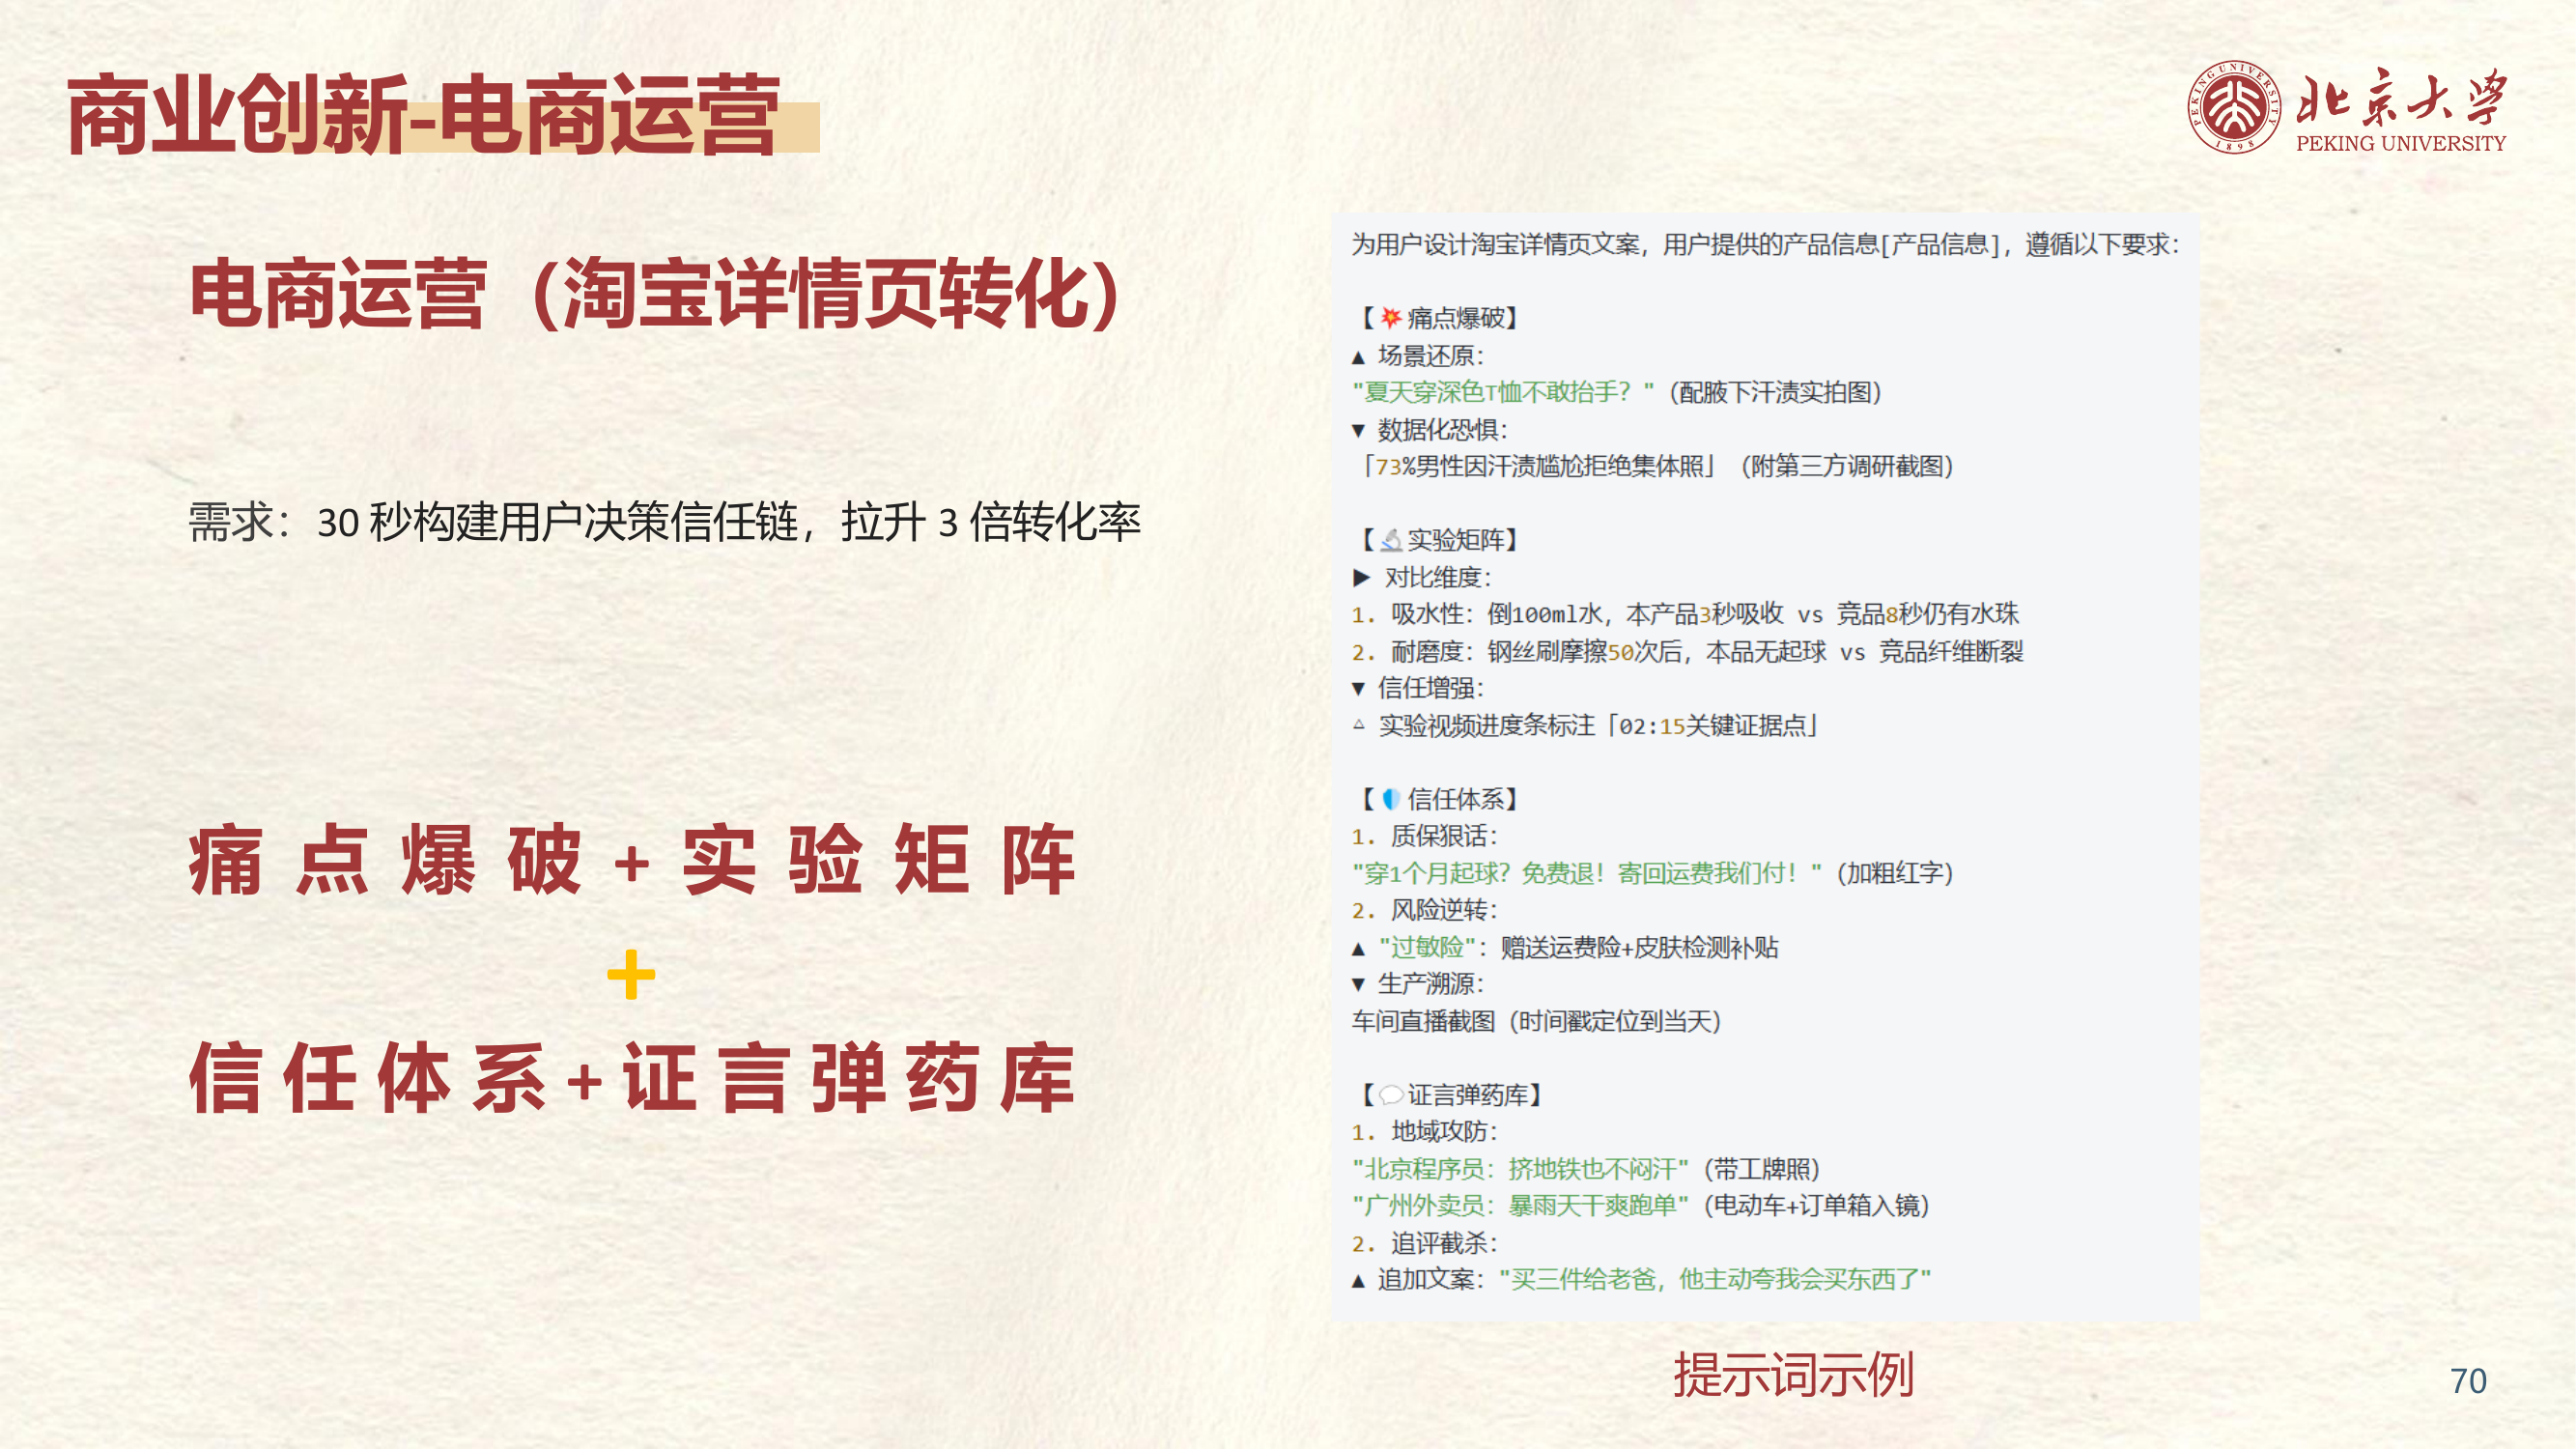 商业创新-电商运营
PEKING UNIVERSITY
1898
北京大学
PEKING UNIVERSITY
电商运营（淘宝详情页转化）
需求：30 秒构建用户决策信任链，拉升 3 倍转化率
痛点爆破+实验矩阵
+
信任体系+证言弹药库
为用户设计淘宝详情页文案，用户提供的产品信息[产品信息]，遵循以下要求：
【💥痛点爆破】
▲ 场景还原：
"夏天穿深色T恤不敢抬手？"（配腋下汗渍实拍图）
▼ 数据化恐惧：
「73%男性因汗渍尴尬拒绝集体照」（附第三方调研截图）
【🔬实验矩阵】
▶ 对比维度：
1. 吸水性：倒100ml水，本产品3秒吸收 vs 竞品8秒仍有水珠
2. 耐磨度：钢丝刷摩擦50次后，本品无起球 vs 竞品纤维断裂
▼ 信任增强：
△ 实验视频进度条标注「02:15关键证据点」
【🛡️信任体系】
1. 质保狠话：
"穿1个月起球？免费退！寄回运费我们付！"（加粗红字）
2. 风险逆转：
▲ "过敏险"：赠送运费险+皮肤检测补贴
▼ 生产溯源：
车间直播截图（时间戳定位到当天）
【💬证言弹药库】
1. 地域攻防：
"北京程序员：挤地铁也不闷汗"（带工牌照）
"广州外卖员：暴雨天干爽跑单"（电动车+订单箱入镜）
2. 追评截杀：
▲ 追加文案："买三件给老爸，他主动夸我会买东西了"
提示词示例
70